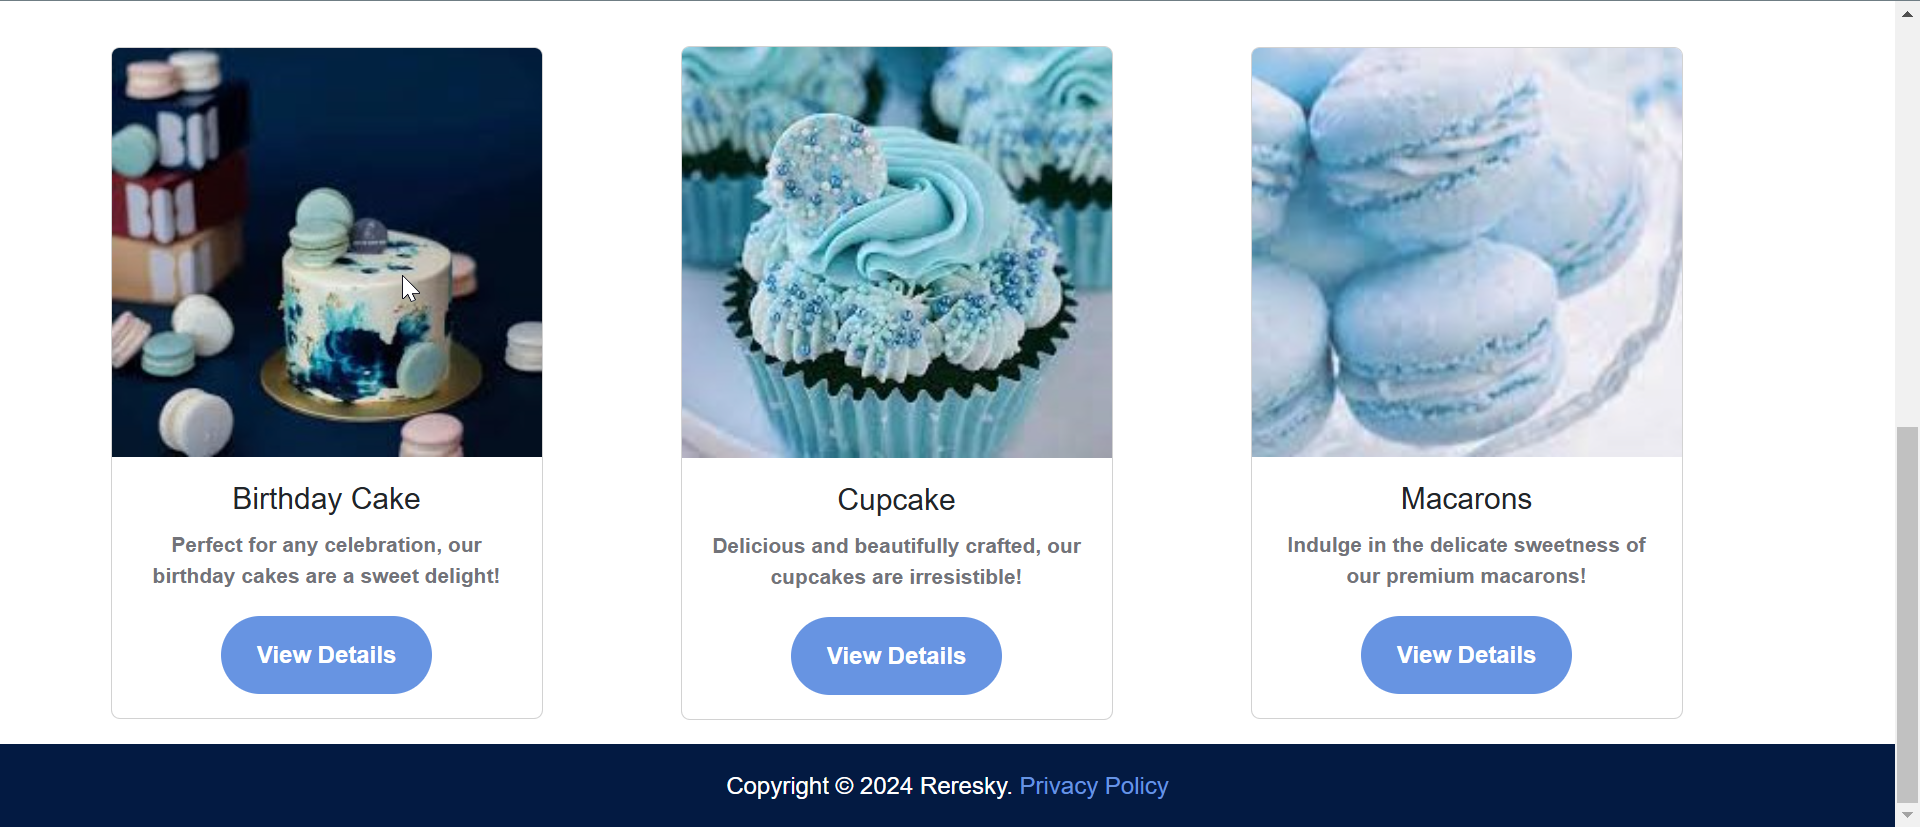 Birthday Cake
Perfect for any celebration, our
birthday cakes are a sweet delight!
View Details
Cupcake
Delicious and beautifully crafted, our
cupcakes are irresistible!
View Details
Macarons
Indulge in the delicate sweetness of
our premium macarons!
View Details
Copyright © 2024 Reresky. Privacy Policy